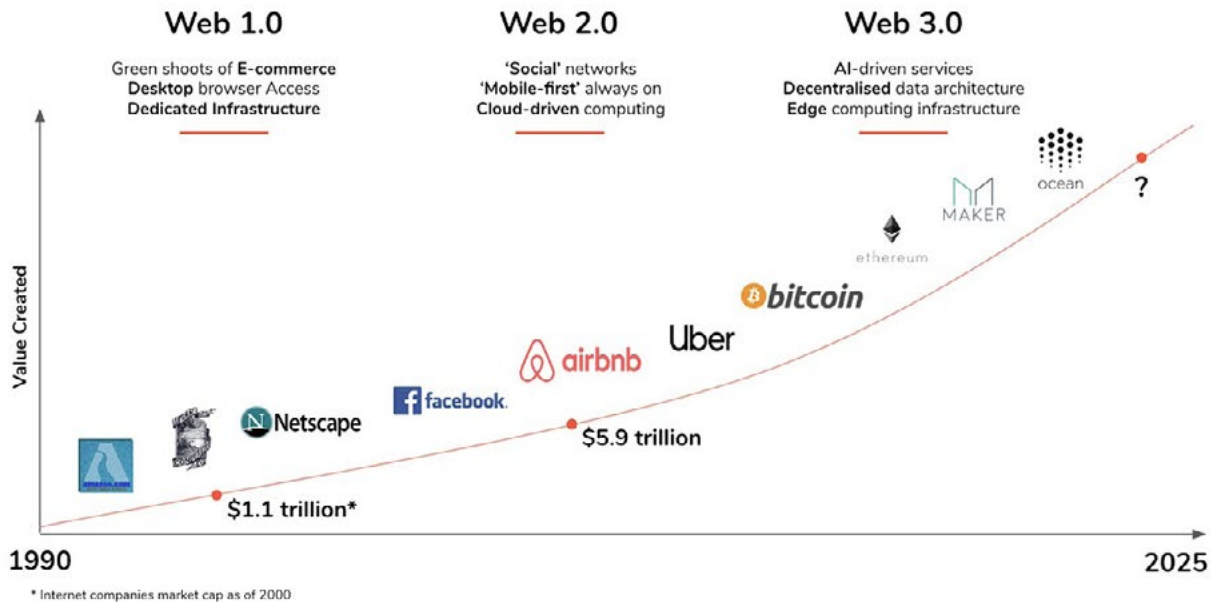 Web 1.0
Green shoots of E-commerce
Desktop browser Access
Dedicated Infrastructure
Web 2.0
‘Social’ networks
‘Mobile-first’ always on
Cloud-driven computing
Web 3.0
AI-driven services
Decentralised data architecture
Edge computing infrastructure
Value Created
ocean
?
MAKER
ethereum
bitcoin
Uber
airbnb
facebook.
$5.9 trillion
N Netscape
amazon.com
$1.1 trillion*
1990
2025
* Internet companies market cap as of 2000